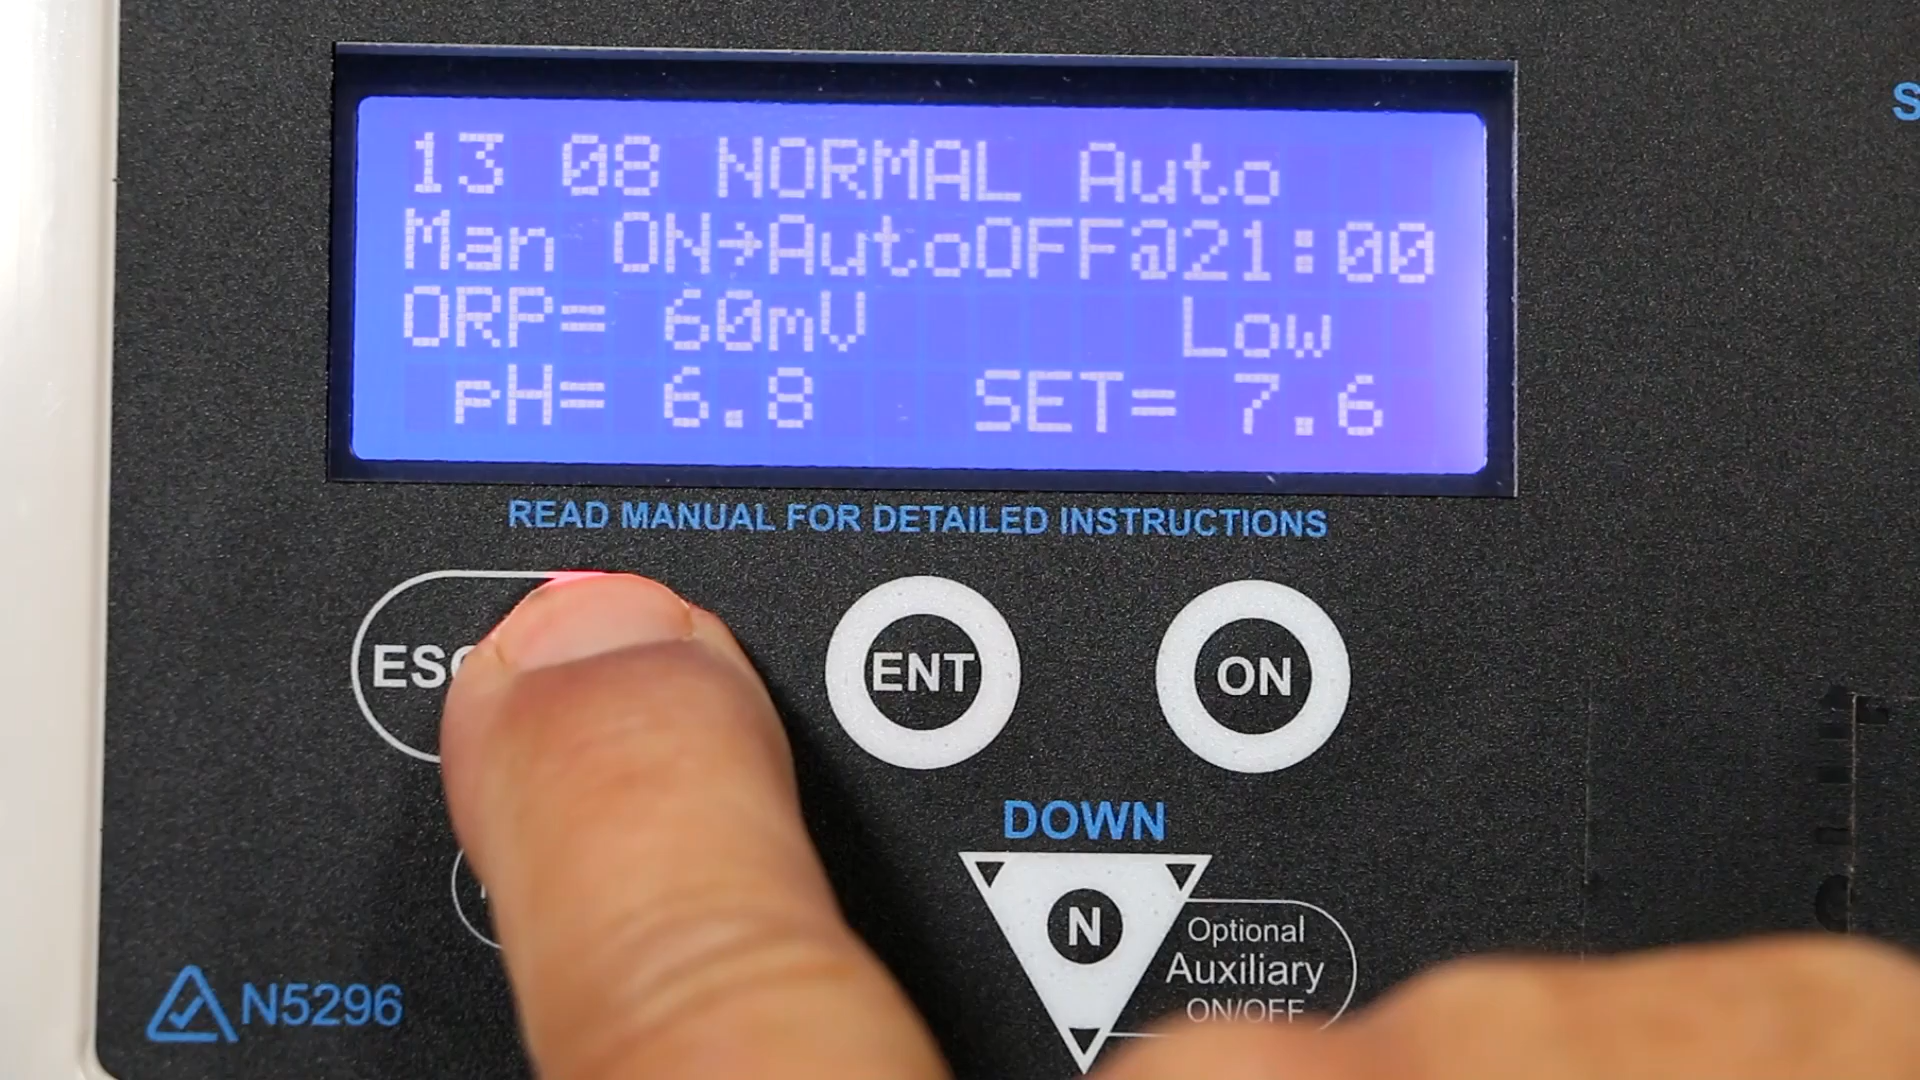 13 08 NORMAL Auto
Man ON→AutoOFF@21:00
ORP= 60mV Low
pH= 6.8 SET= 7.6
READ MANUAL FOR DETAILED INSTRUCTIONS
ENT
ON
DOWN
N
Optional
Auxiliary
ON/OFF
N5296